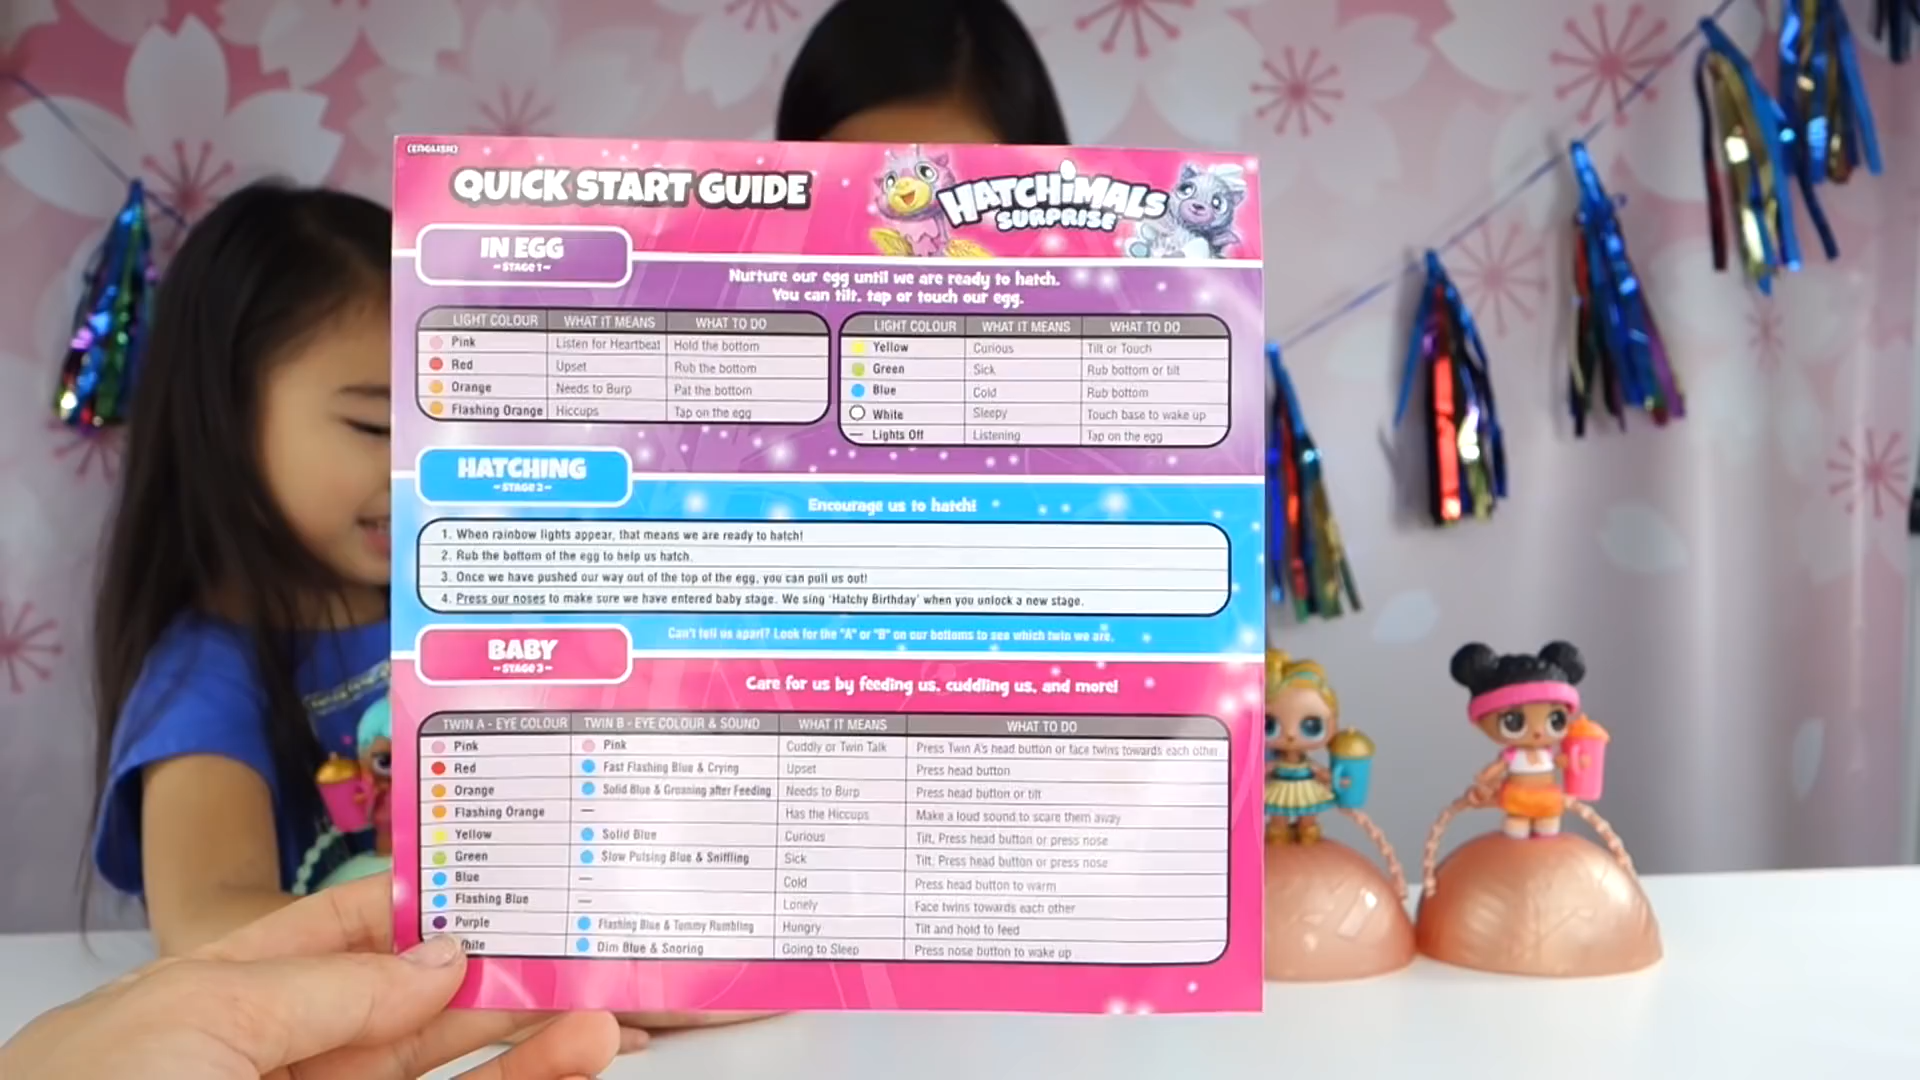 (ENGLISH)
QUICK START GUIDE
HATCHiMALS
SURPRISE
IN EGG
~STAGE 1~
Nurture our egg until we are ready to hatch.
You can tilt, tap or touch our egg.
LIGHT COLOUR WHAT IT MEANS WHAT TO DO
Pink Listen for Heartbeat Hold the bottom
Red Upset Rub the bottom
Orange Needs to Burp Pat the bottom
Flashing Orange Hiccups Tap on the egg
LIGHT COLOUR WHAT IT MEANS WHAT TO DO
Yellow Curious Tilt or Touch
Green Sick Rub bottom or tilt
Blue Cold Rub bottom
White Sleepy Touch base to wake up
— Lights Off Listening Tap on the egg
HATCHING
~STAGE 2~
Encourage us to hatch!
1. When rainbow lights appear, that means we are ready to hatch!
2. Rub the bottom of the egg to help us hatch.
3. Once we have pushed our way out of the top of the egg, you can pull us out!
4. Press our noses to make sure we have entered baby stage. We sing 'Hatchy Birthday' when you unlock a new stage.
Can't tell us apart? Look for the "A" or "B" on our bottoms to see which twin we are.
BABY
~STAGE 3~
Care for us by feeding us, cuddling us, and more!
TWIN A - EYE COLOUR TWIN B - EYE COLOUR & SOUND WHAT IT MEANS WHAT TO DO
Pink Pink Cuddly or Twin Talk Press Twin A's head button or face twins towards each other
Red Fast Flashing Blue & Crying Upset Press head button
Orange Solid Blue & Groaning after Feeding Needs to Burp Press head button or tilt
Flashing Orange — Has the Hiccups Make a loud sound to scare them away
Yellow Solid Blue Curious Tilt, Press head button or press nose
Green Slow Pulsing Blue & Sniffling Sick Tilt, Press head button or press nose
Blue — Cold Press head button to warm
Flashing Blue — Lonely Face twins towards each other
Purple Flashing Blue & Tummy Rumbling Hungry Tilt and hold to feed
White Dim Blue & Snoring Going to Sleep Press nose button to wake up